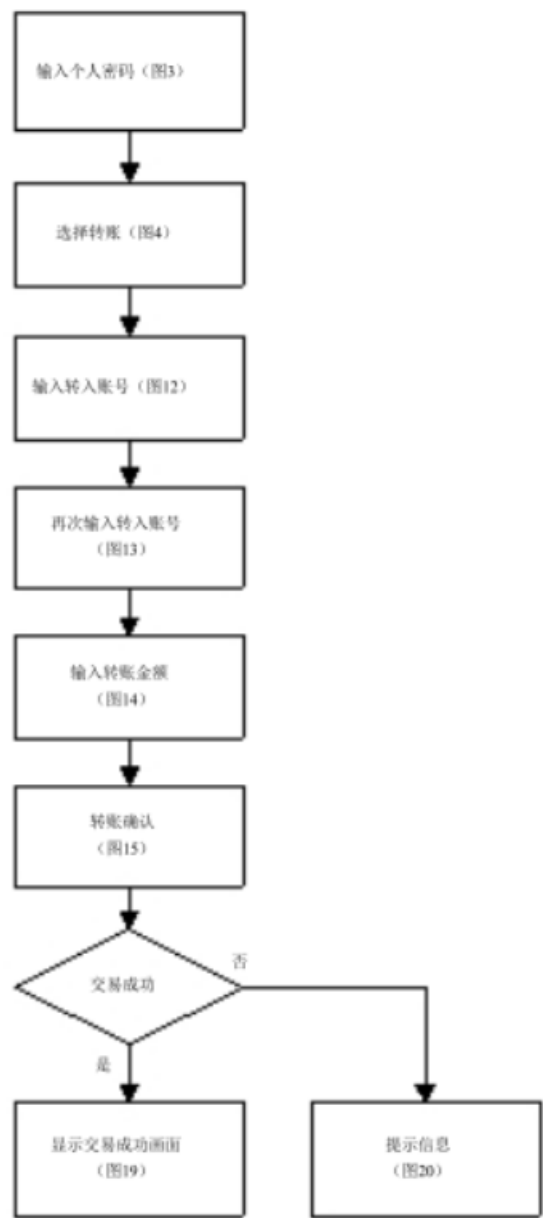 输入个人密码（图3）
选择转账（图4）
输入转入账号（图12）
再次输入转入账号
（图13）
输入转账金额
（图14）
转账确认
（图15）
交易成功
否
是
显示交易成功画面
（图19）
提示信息
（图20）